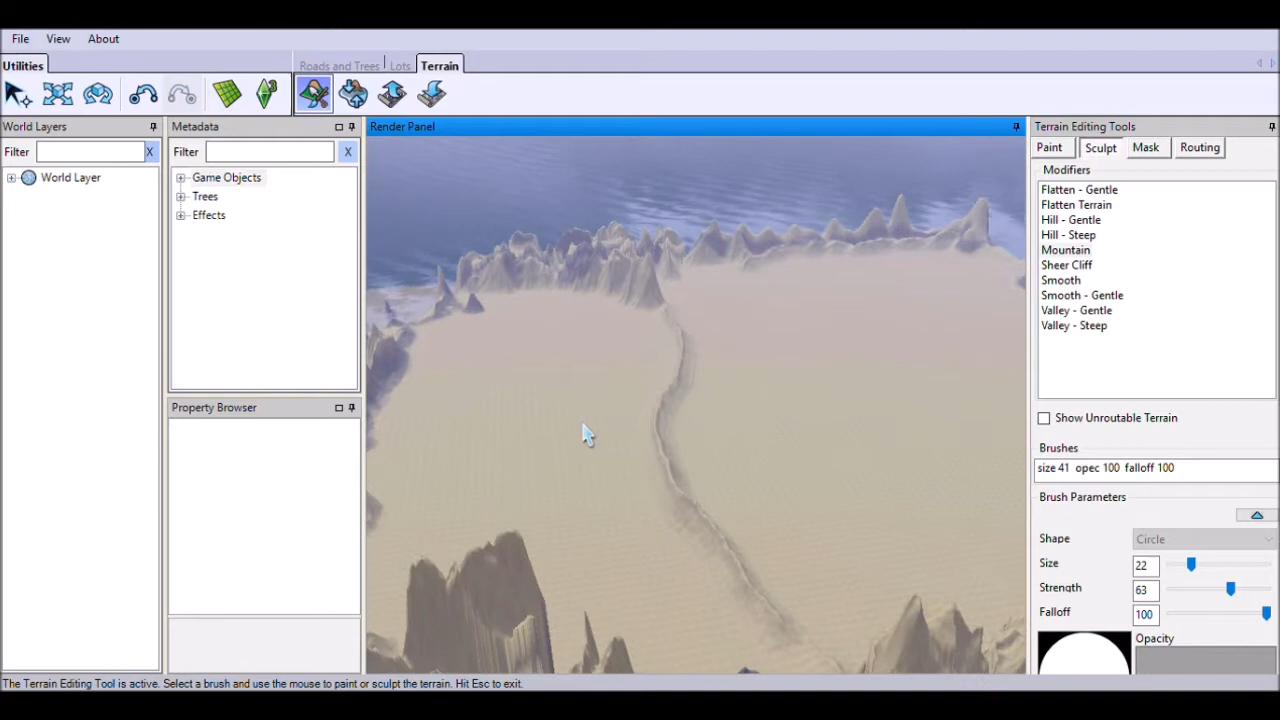 File View About
Utilities Roads and Trees Lots Terrain
World Layers
Filter X
World Layer
Metadata
Filter X
Game Objects
Trees
Effects
Property Browser
Render Panel
Terrain Editing Tools
Paint Sculpt Mask Routing
Modifiers
Flatten - Gentle
Flatten Terrain
Hill - Gentle
Hill - Steep
Mountain
Sheer Cliff
Smooth
Smooth - Gentle
Valley - Gentle
Valley - Steep
Show Unroutable Terrain
Brushes
size 41 opec 100 falloff 100
Brush Parameters
Shape Circle
Size 22
Strength 63
Falloff 100
Opacity
The Terrain Editing Tool is active. Select a brush and use the mouse to paint or sculpt the terrain. Hit Esc to exit.